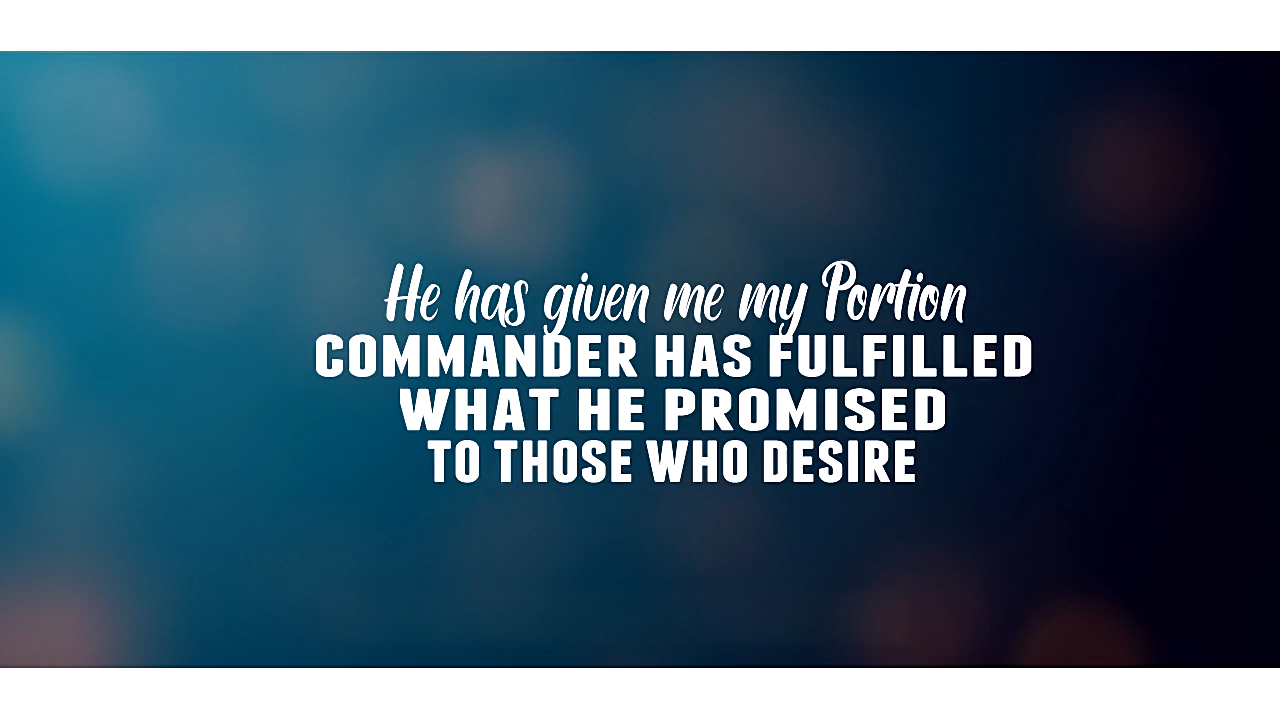 He has given me my Portion
COMMANDER HAS FULFILLED
WHAT HE PROMISED
TO THOSE WHO DESIRE